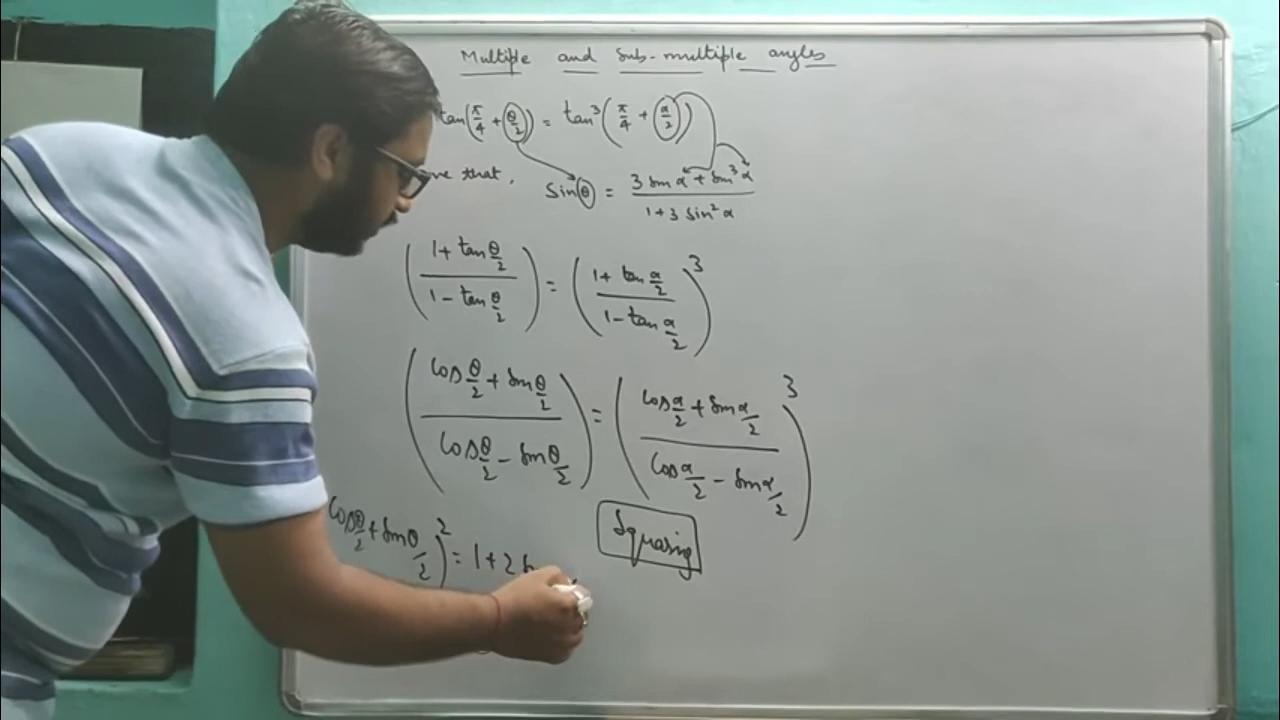 Multiple and Sub-multiple angles
tan(π/4 + θ/2) = tan³(π/4 + α/2)
that, Sin θ = (3 Sin α + Sin³ α)/(1+3 Sin² α)
((1+ tan θ/2)/(1- tan θ/2)) = ((1+ tan α/2)/(1- tan α/2))³
((Cos θ/2 + Sin θ/2)/(Cos θ/2 - Sin θ/2)) = ((Cos α/2 + Sin α/2)/(Cos α/2 - Sin α/2))³
Squaring
Cos θ/2 + Sin θ/2)² = 1+2